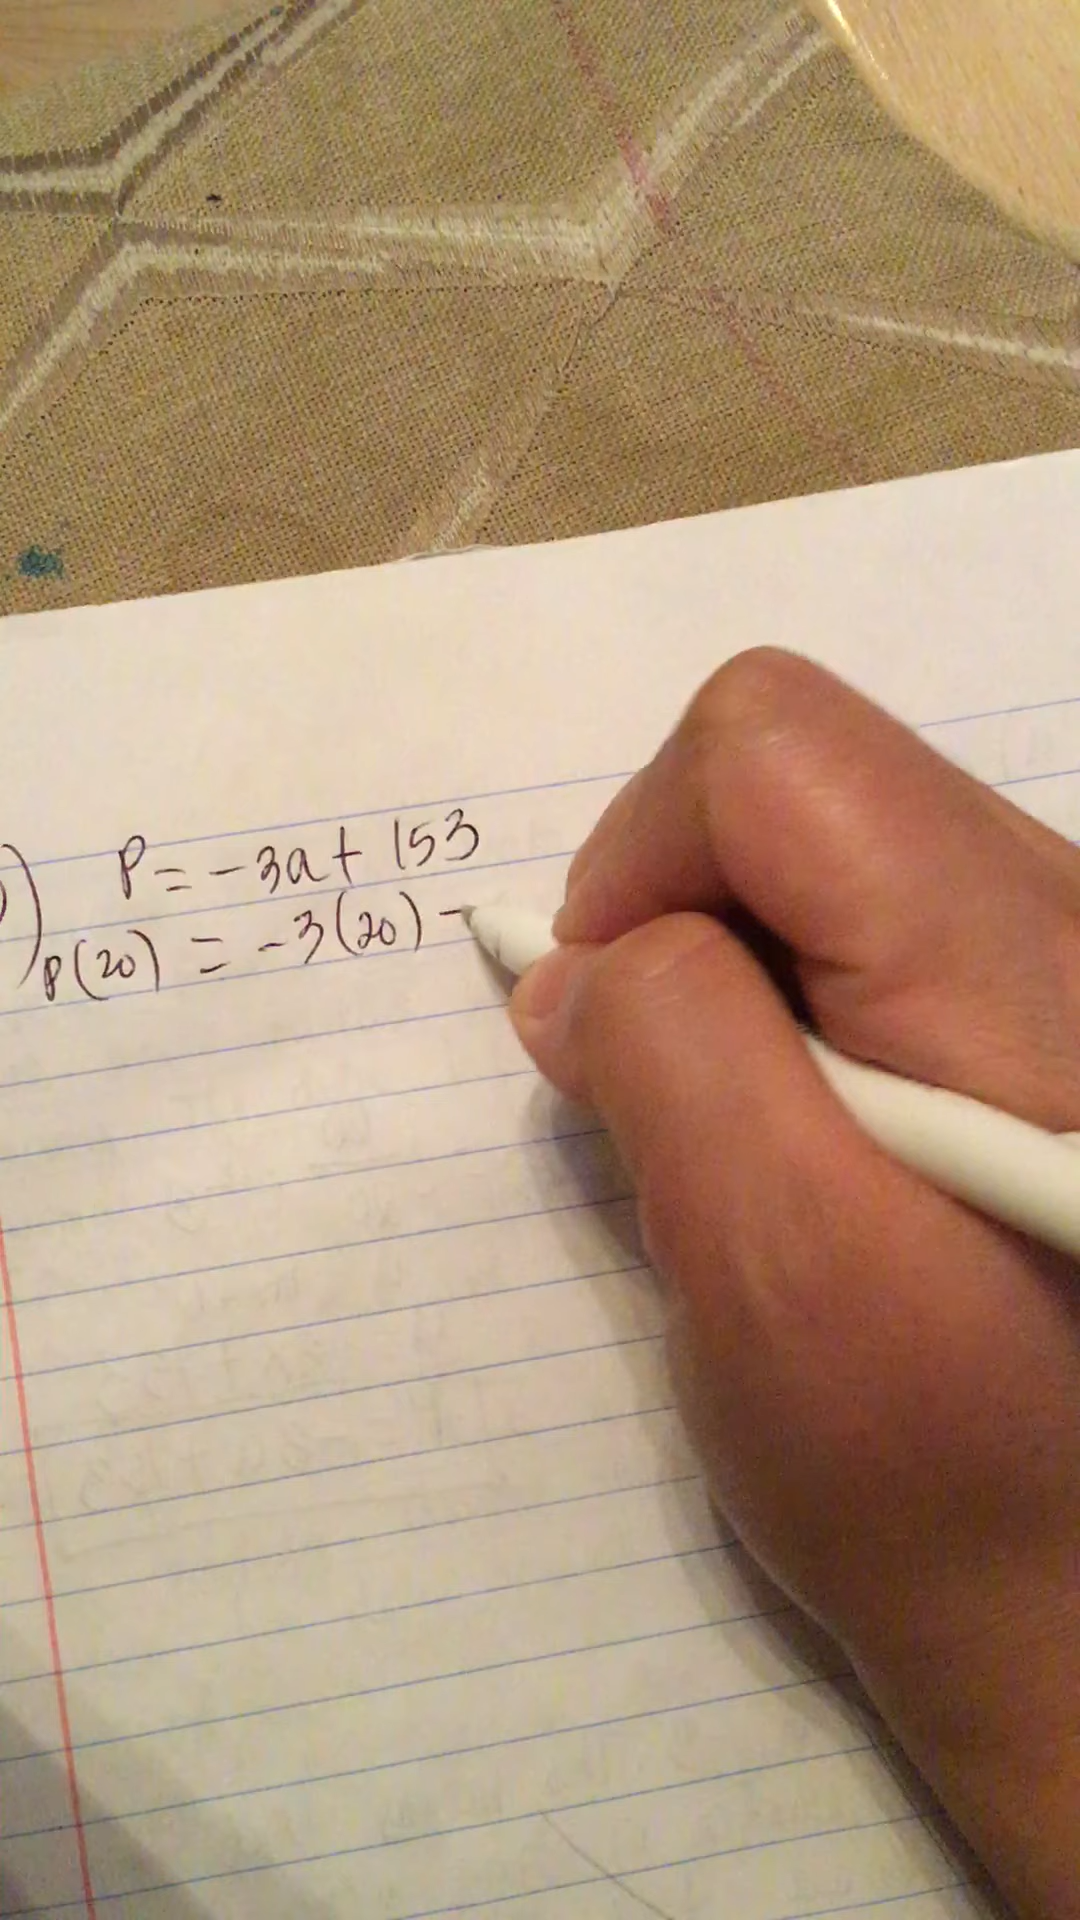 ) P = -3a + 153
P(20) = -3(20) -